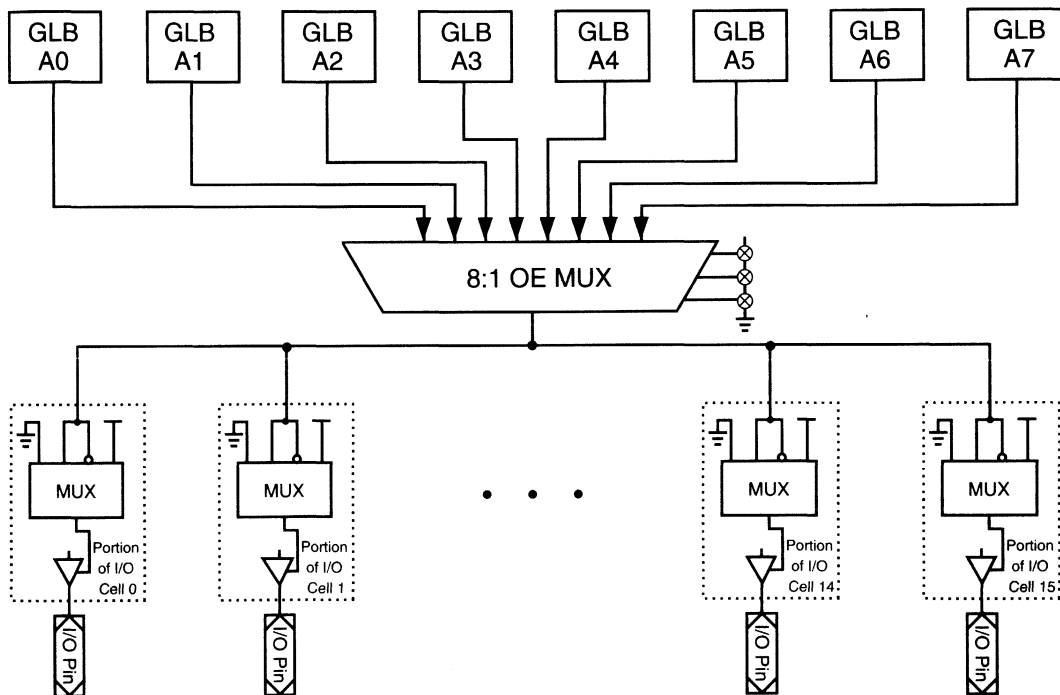 GLB
A0
GLB
A1
GLB
A2
GLB
A3
GLB
A4
GLB
A5
GLB
A6
GLB
A7
8:1 OE MUX
MUX
Portion
of I/O
Cell 0
I/O Pin
MUX
Portion
of I/O
Cell 1
I/O Pin
MUX
Portion
of I/O
Cell 14
I/O Pin
MUX
Portion
of I/O
Cell 15
I/O Pin